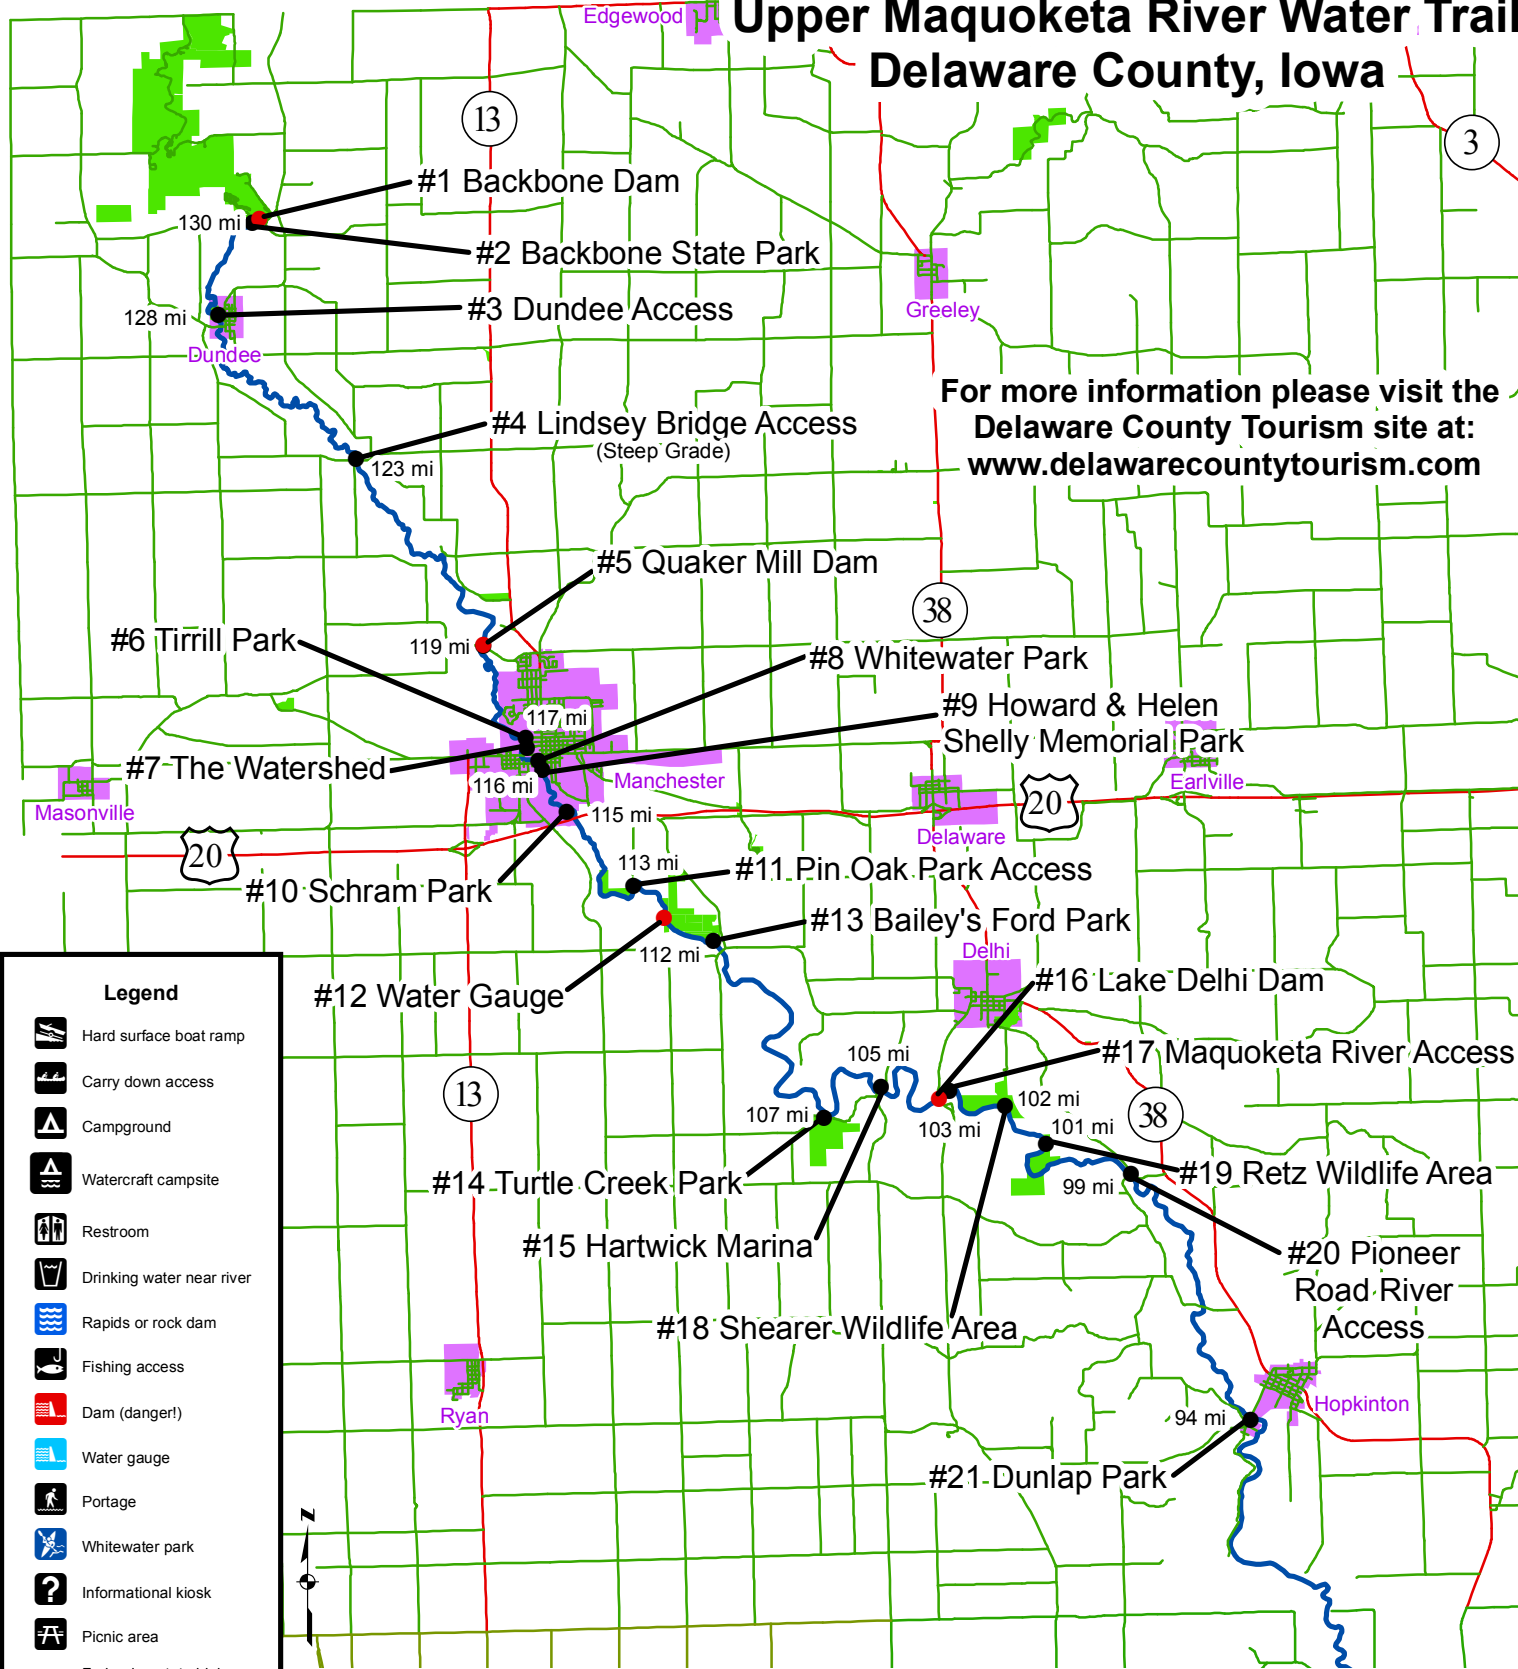 Edgewood
Upper Maquoketa River Water Trail
Delaware County, Iowa
13
3
#1 Backbone Dam
130 mi
#2 Backbone State Park
Greeley
#3 Dundee Access
128 mi
Dundee
For more information please visit the
Delaware County Tourism site at:
www.delawarecountytourism.com
#4 Lindsey Bridge Access
(Steep Grade)
123 mi
#5 Quaker Mill Dam
38
#6 Tirrill Park
119 mi
#8 Whitewater Park
#9 Howard & Helen
Shelly Memorial Park
117 mi
#7 The Watershed
116 mi
Manchester
Earlville
Masonville
20
115 mi
Delaware
20
113 mi
#11 Pin Oak Park Access
#10 Schram Park
#13 Bailey's Ford Park
112 mi
Delhi
#12 Water Gauge
#16 Lake Delhi Dam
105 mi
#17 Maquoketa River Access
13
107 mi
103 mi
102 mi
101 mi
38
#14 Turtle Creek Park
99 mi
#19 Retz Wildlife Area
#15 Hartwick Marina
#20 Pioneer
Road River
Access
#18 Shearer Wildlife Area
Ryan
94 mi
Hopkinton
#21 Dunlap Park
Legend
Hard surface boat ramp
Carry down access
Campground
Watercraft campsite
Restroom
Drinking water near river
Rapids or rock dam
Fishing access
Dam (danger!)
Water gauge
Portage
Whitewater park
?
Informational kiosk
Picnic area
N